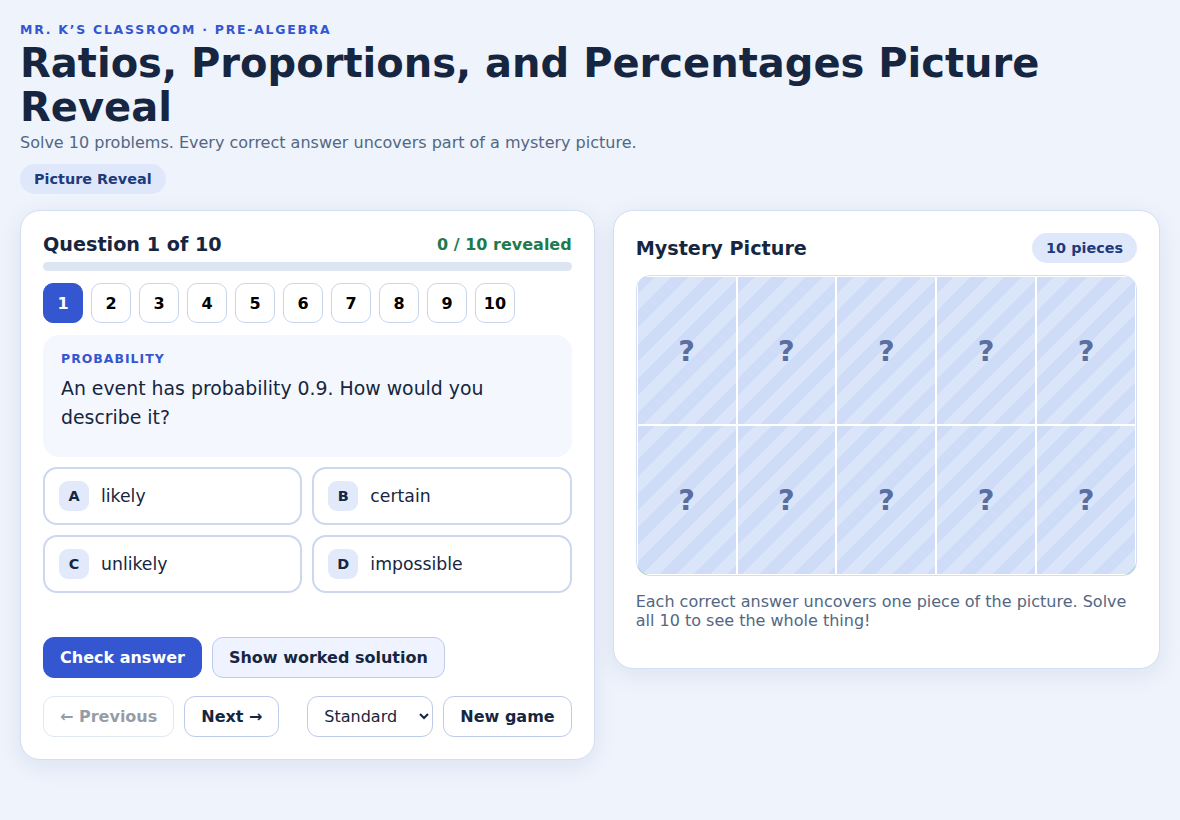 MR. K’S CLASSROOM · PRE-ALGEBRA
Ratios, Proportions, and Percentages Picture
Reveal
Solve 10 problems. Every correct answer uncovers part of a mystery picture.
Picture Reveal
Question 1 of 10
0 / 10 revealed
1 2 3 4 5 6 7 8 9 10
PROBABILITY
An event has probability 0.9. How would you
describe it?
A likely
B certain
C unlikely
D impossible
Check answer
Show worked solution
← Previous
Next →
Standard
New game
Mystery Picture
10 pieces
? ? ? ? ?
? ? ? ? ?
Each correct answer uncovers one piece of the picture. Solve
all 10 to see the whole thing!